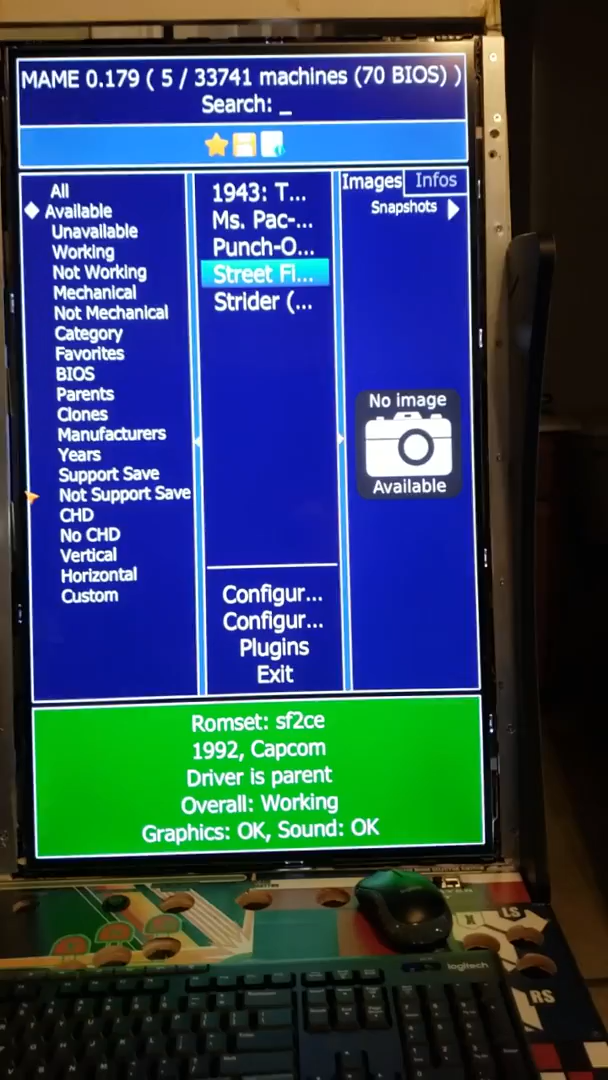 MAME 0.179 ( 5 / 33741 machines (70 BIOS) )
Search: _
All
Available
Unavailable
Working
Not Working
Mechanical
Not Mechanical
Category
Favorites
BIOS
Parents
Clones
Manufacturers
Years
Support Save
Not Support Save
CHD
No CHD
Vertical
Horizontal
Custom
1943: T...
Ms. Pac-...
Punch-O...
Street Fi...
Strider (...
Configur...
Configur...
Plugins
Exit
Images
Infos
Snapshots
No image
Available
Romset: sf2ce
1992, Capcom
Driver is parent
Overall: Working
Graphics: OK, Sound: OK
X
LS
RS
logitech